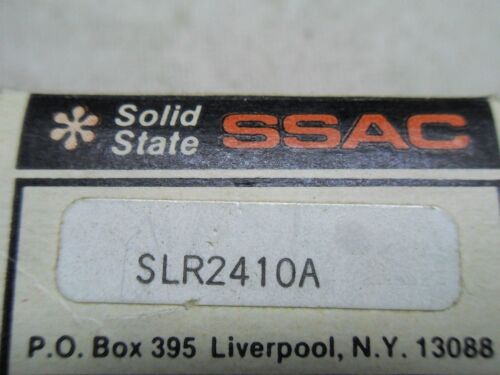 Solid
State SSAC
SLR2410A
P.O. Box 395 Liverpool, N.Y. 13088